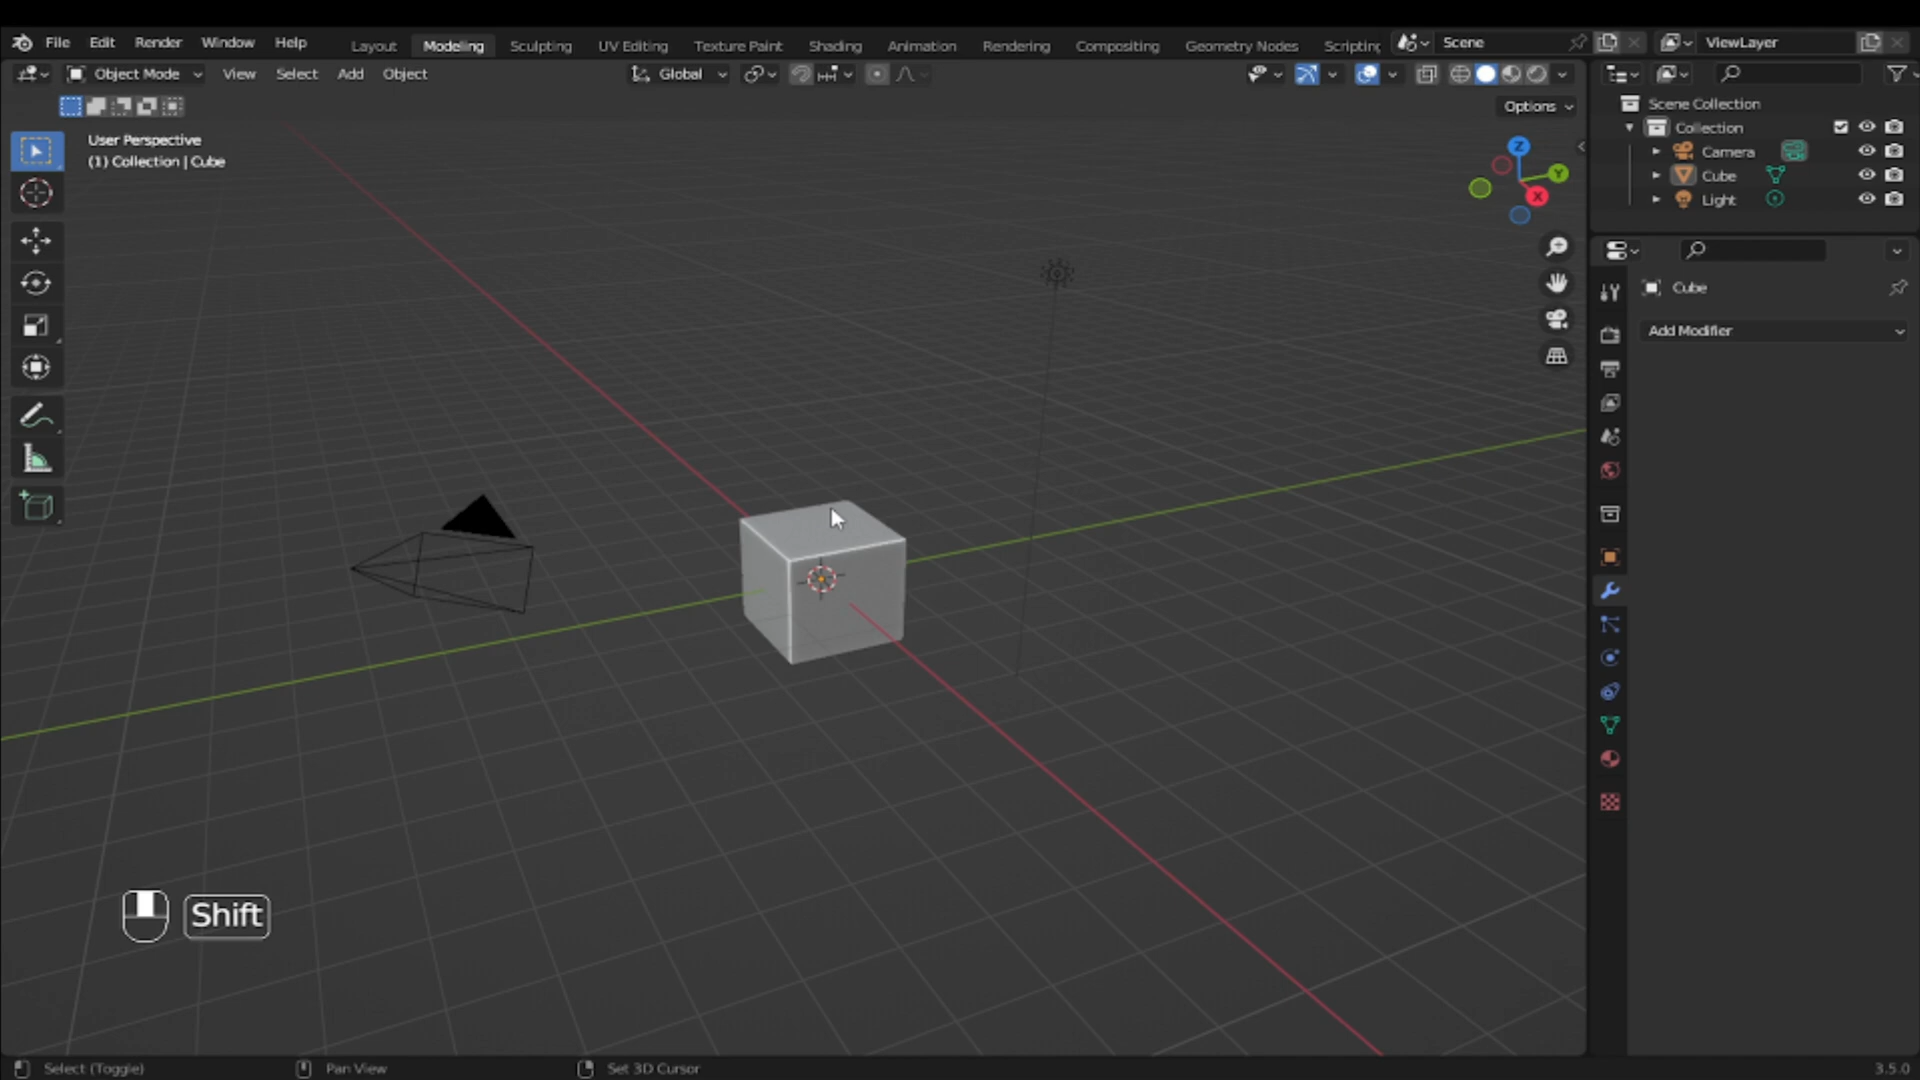 File Edit Render Window Help Layout Modeling Sculpting UV Editing Texture Paint Shading Animation Rendering Compositing Geometry Nodes Scripting Scene ViewLayer
Object Mode View Select Add Object Global
Options
User Perspective
(1) Collection | Cube
Z
Y
X
Scene Collection
Collection
Camera
Cube
Light
Cube
Add Modifier
Shift
Select (Toggle) Pan View Set 3D Cursor 3.5.0